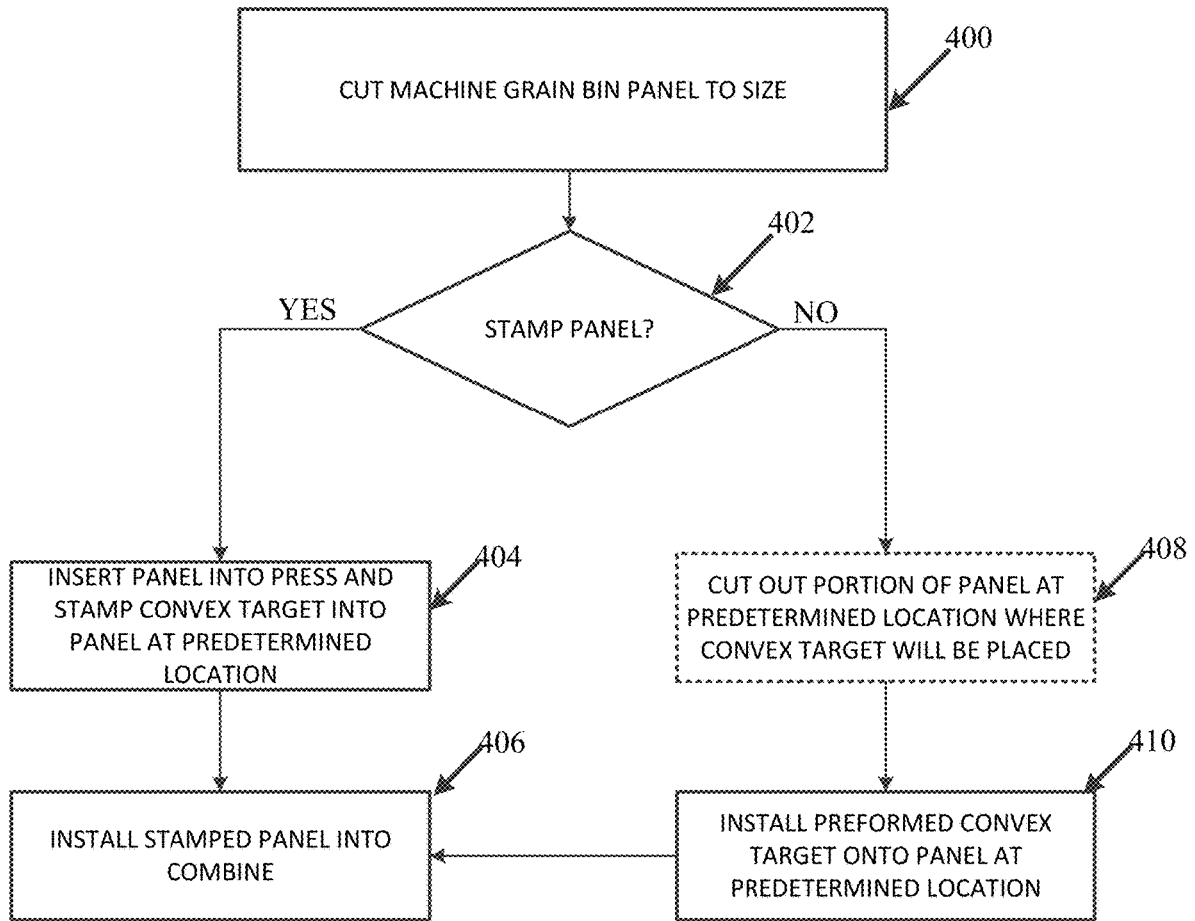 400
CUT MACHINE GRAIN BIN PANEL TO SIZE
402
YES
NO
STAMP PANEL?
404
INSERT PANEL INTO PRESS AND
STAMP CONVEX TARGET INTO
PANEL AT PREDETERMINED
LOCATION
408
CUT OUT PORTION OF PANEL AT
PREDETERMINED LOCATION WHERE
CONVEX TARGET WILL BE PLACED
406
INSTALL STAMPED PANEL INTO
COMBINE
410
INSTALL PREFORMED CONVEX
TARGET ONTO PANEL AT
PREDETERMINED LOCATION